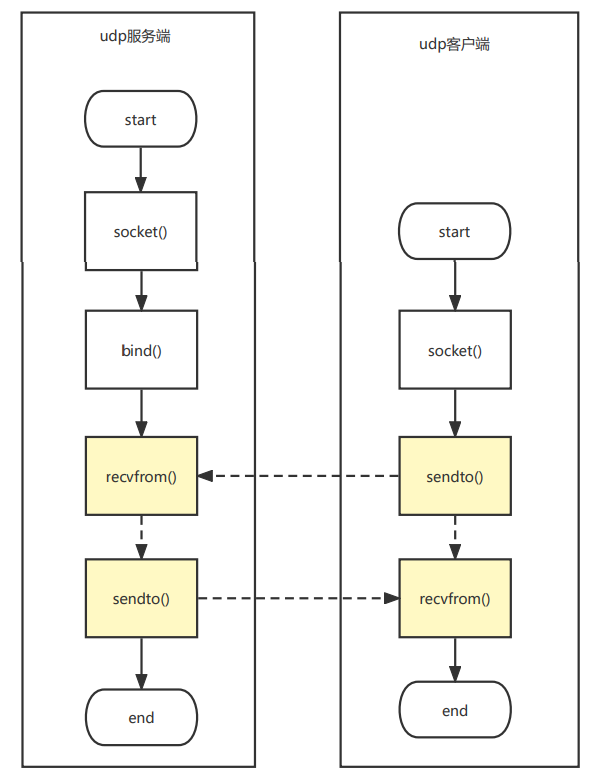 udp服务端
start
socket()
bind()
recvfrom()
sendto()
end
udp客户端
start
socket()
sendto()
recvfrom()
end